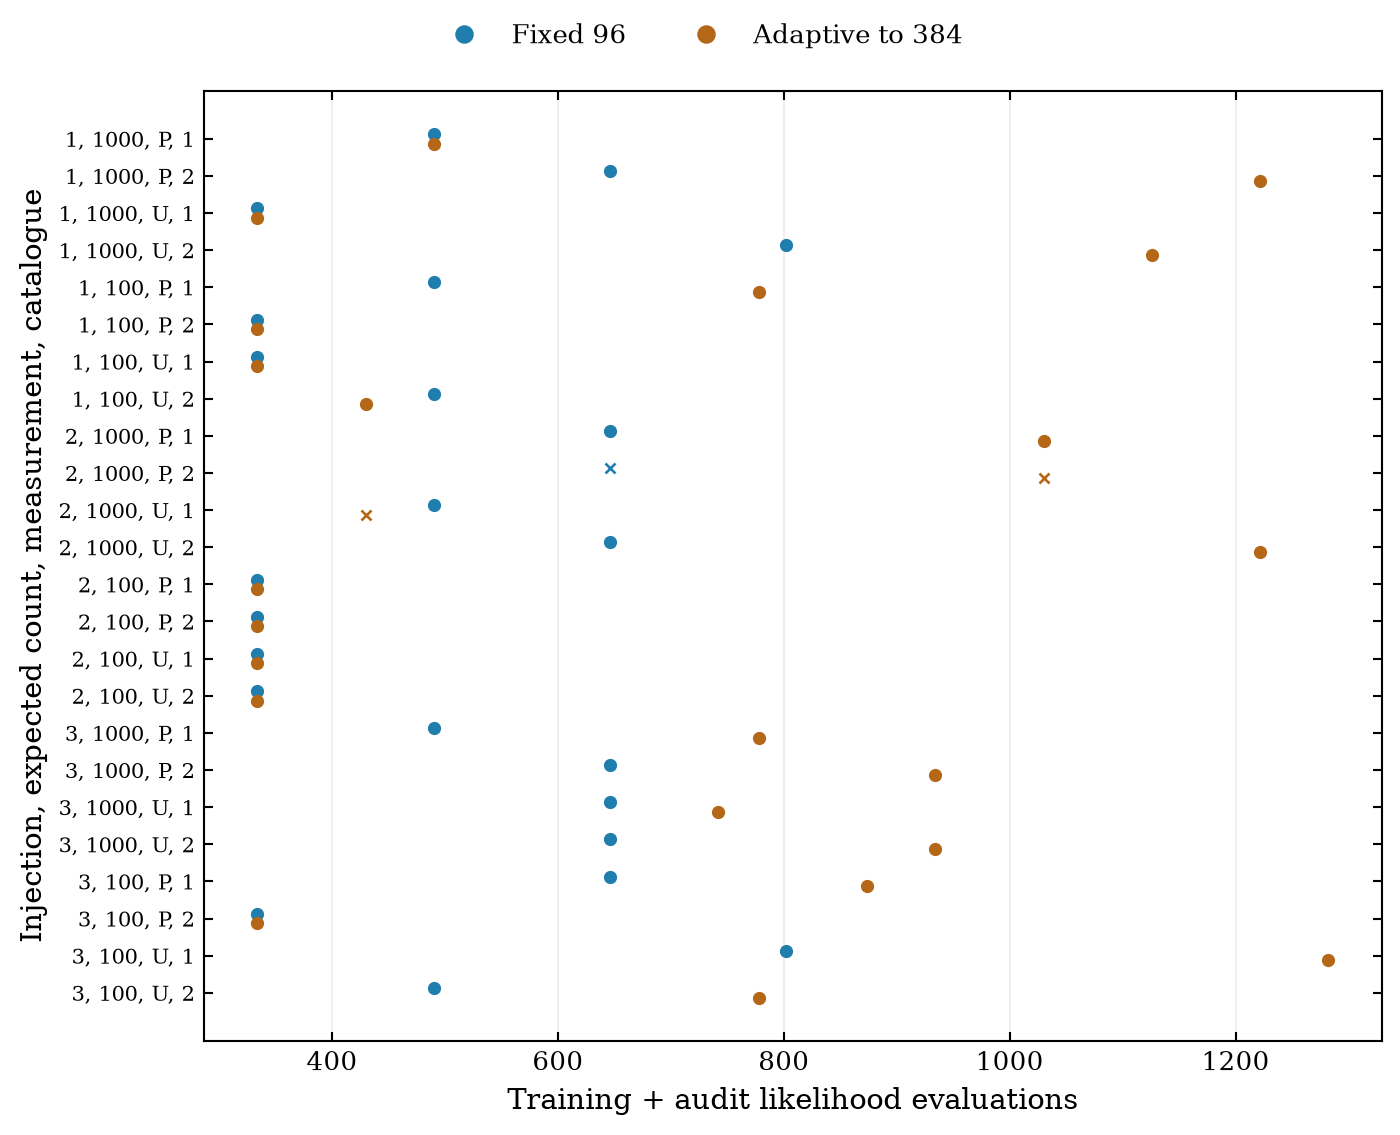 Fixed 96
Adaptive to 384
Injection, expected count, measurement, catalogue
1, 1000, P, 1
1, 1000, P, 2
1, 1000, U, 1
1, 1000, U, 2
1, 100, P, 1
1, 100, P, 2
1, 100, U, 1
1, 100, U, 2
2, 1000, P, 1
2, 1000, P, 2
2, 1000, U, 1
2, 1000, U, 2
2, 100, P, 1
2, 100, P, 2
2, 100, U, 1
2, 100, U, 2
3, 1000, P, 1
3, 1000, P, 2
3, 1000, U, 1
3, 1000, U, 2
3, 100, P, 1
3, 100, P, 2
3, 100, U, 1
3, 100, U, 2
400 600 800 1000 1200
Training + audit likelihood evaluations